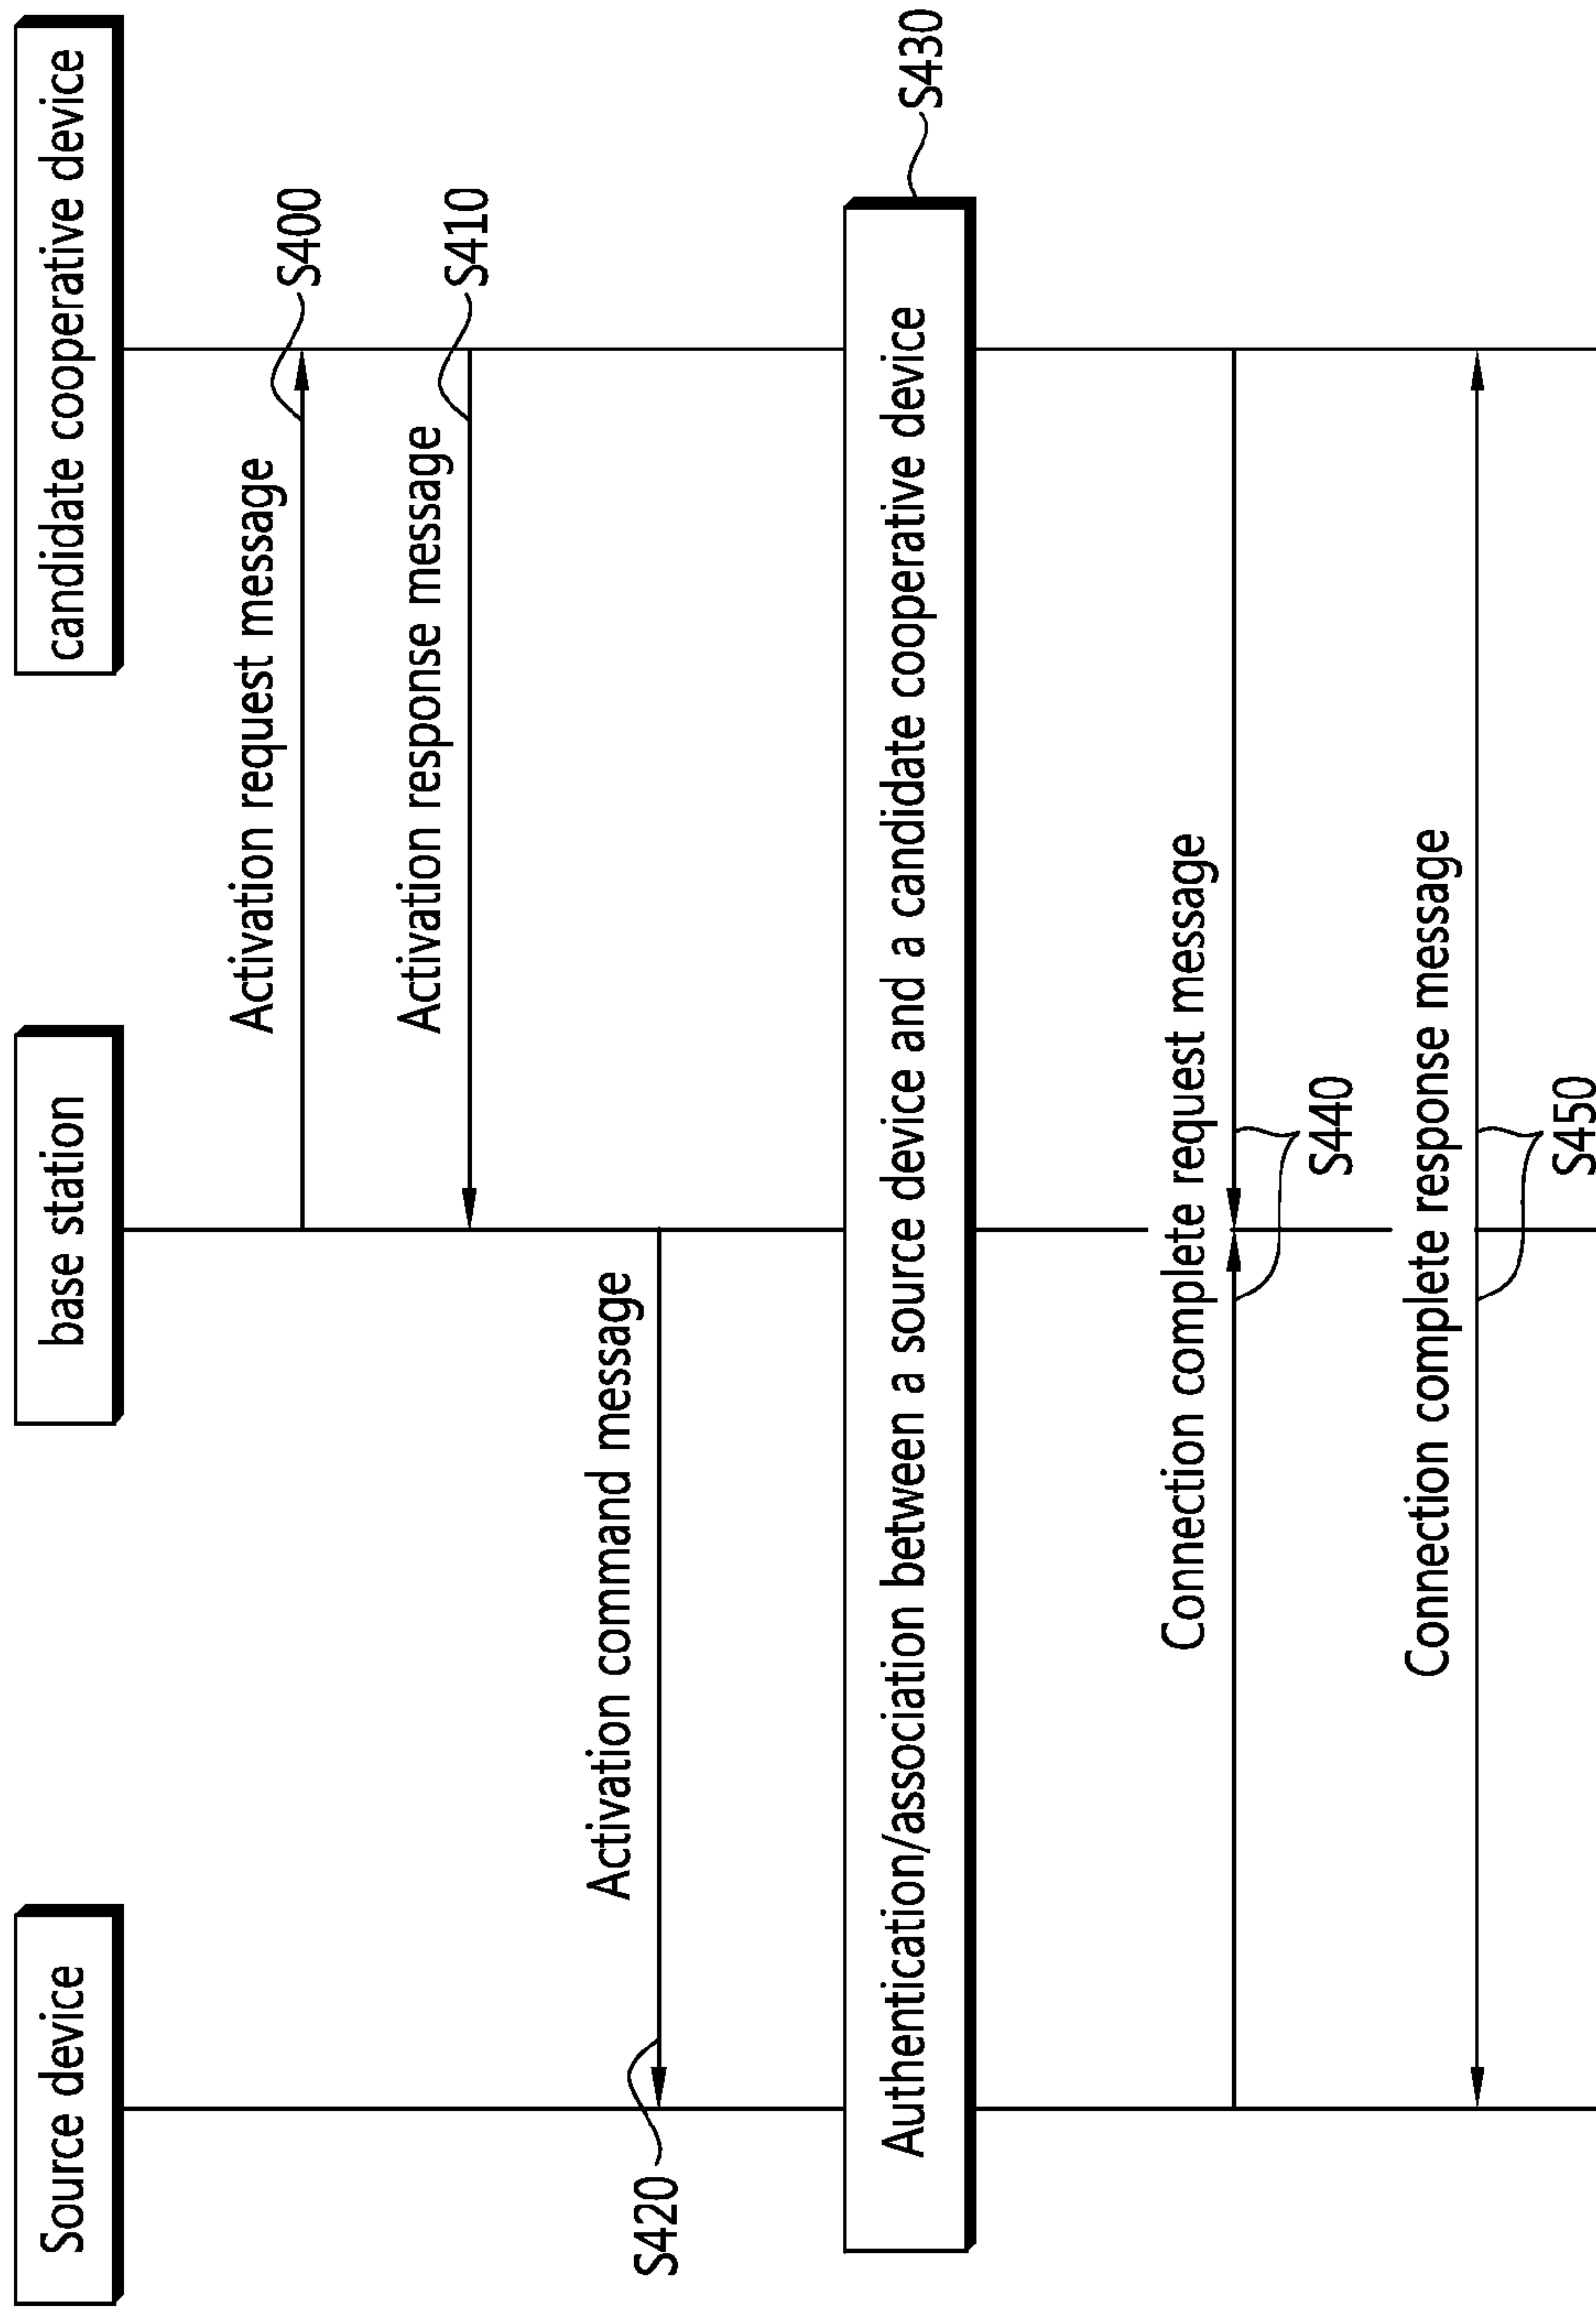 Source device
base station
candidate cooperative device
Activation request message
S400
Activation response message
S410
Activation command message
S420
Authentication/association between a source device and a candidate cooperative device
S430
Connection complete request message
S440
Connection complete response message
S450